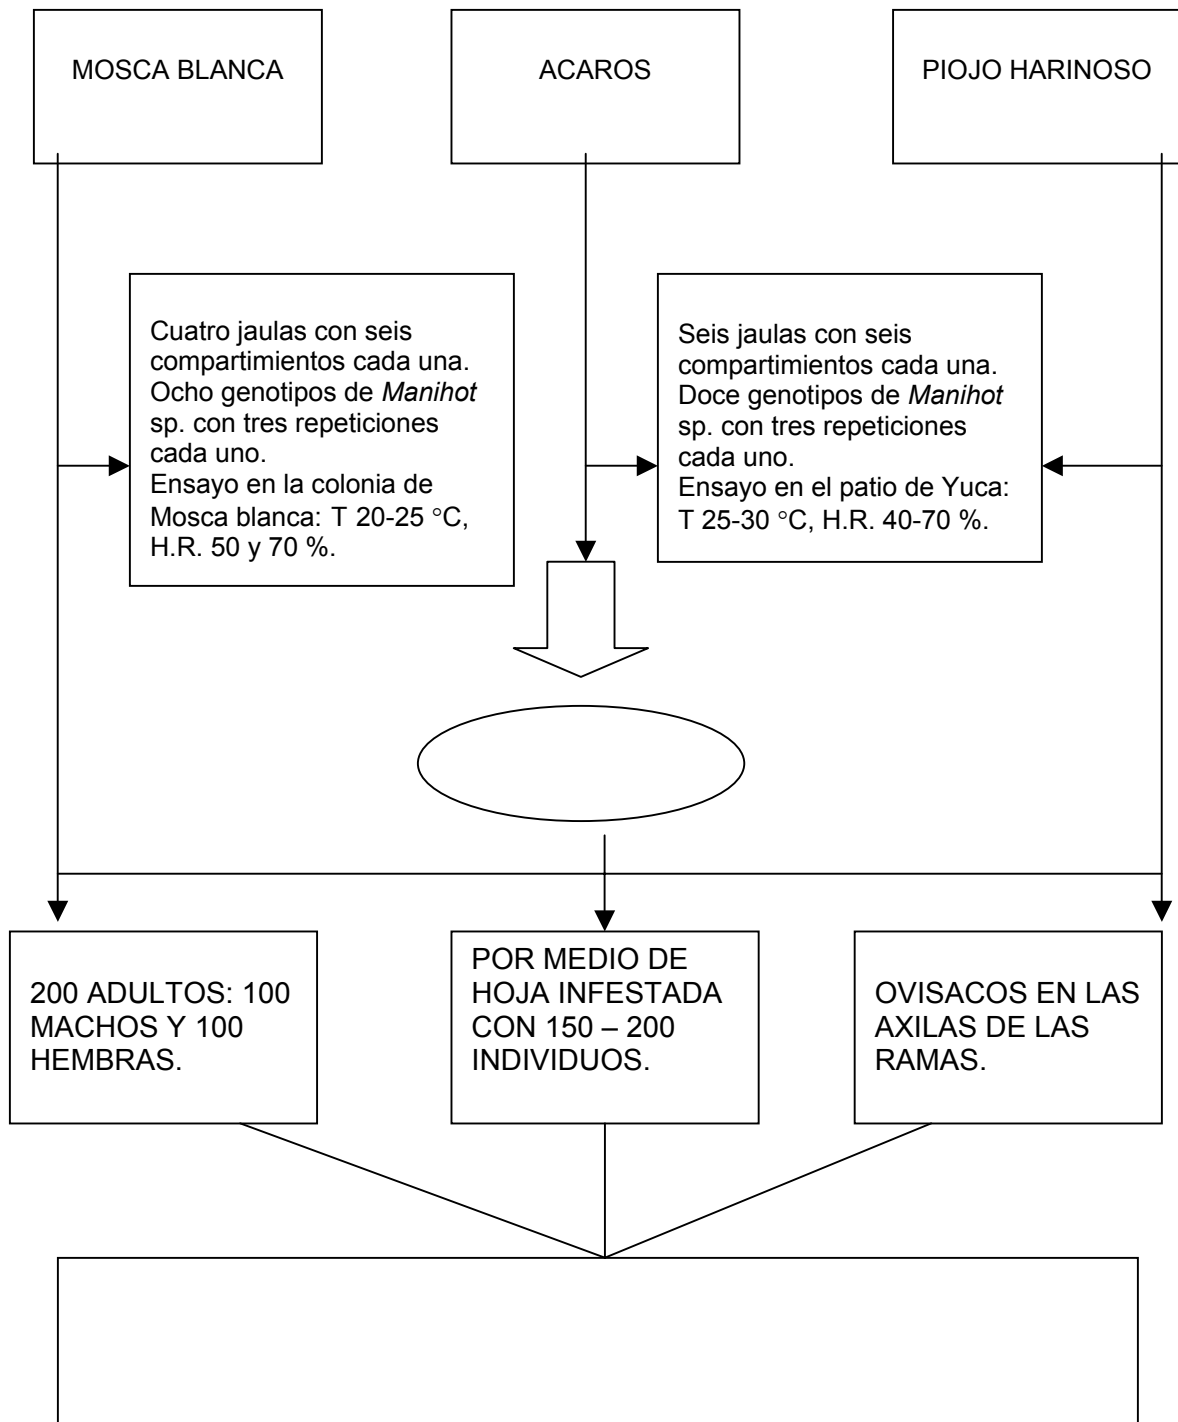 MOSCA BLANCA
ACAROS
PIOJO HARINOSO
Cuatro jaulas con seis
compartimientos cada una.
Ocho genotipos de Manihot
sp. con tres repeticiones
cada uno.
Ensayo en la colonia de
Mosca blanca: T 20-25 °C,
H.R. 50 y 70 %.
Seis jaulas con seis
compartimientos cada una.
Doce genotipos de Manihot
sp. con tres repeticiones
cada uno.
Ensayo en el patio de Yuca:
T 25-30 °C, H.R. 40-70 %.
200 ADULTOS: 100
MACHOS Y 100
HEMBRAS.
POR MEDIO DE
HOJA INFESTADA
CON 150 – 200
INDIVIDUOS.
OVISACOS EN LAS
AXILAS DE LAS
RAMAS.